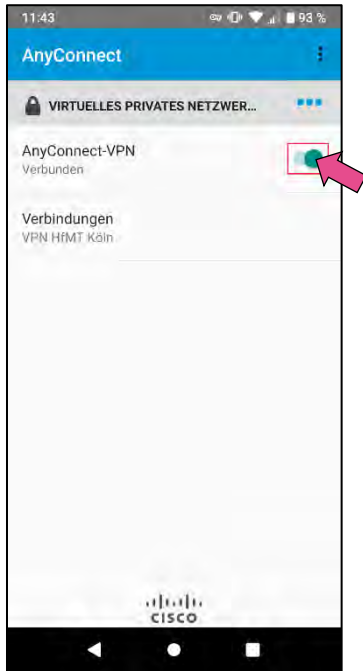 11:43 93 %
AnyConnect
VIRTUELLES PRIVATES NETZWER...
AnyConnect-VPN
Verbunden
Verbindungen
VPN HfMT Köln
CISCO